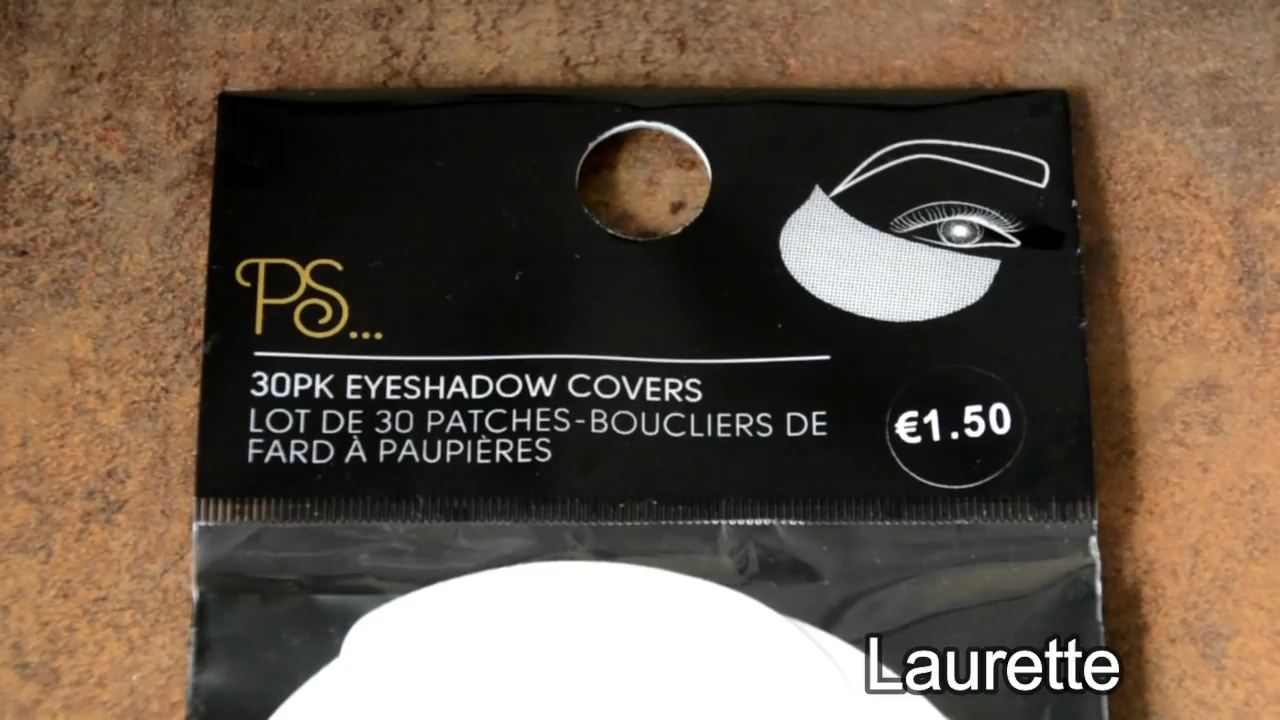 PS...
30PK EYESHADOW COVERS
LOT DE 30 PATCHES-BOUCLIERS DE
FARD À PAUPIÈRES
€1.50
Laurette